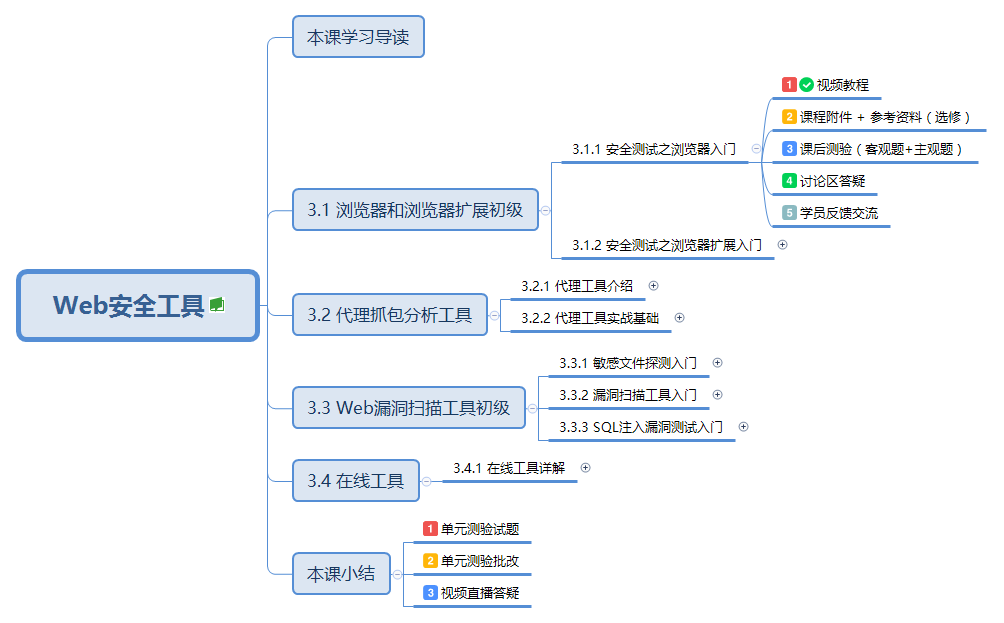 Web安全工具
本课学习导读
3.1 浏览器和浏览器扩展初级
3.1.1 安全测试之浏览器入门
1 视频教程
2 课程附件 + 参考资料（选修）
3 课后测验（客观题+主观题）
4 讨论区答疑
5 学员反馈交流
3.1.2 安全测试之浏览器扩展入门
3.2 代理抓包分析工具
3.2.1 代理工具介绍
3.2.2 代理工具实战基础
3.3 Web漏洞扫描工具初级
3.3.1 敏感文件探测入门
3.3.2 漏洞扫描工具入门
3.3.3 SQL注入漏洞测试入门
3.4 在线工具
3.4.1 在线工具详解
本课小结
1 单元测验试题
2 单元测验批改
3 视频直播答疑